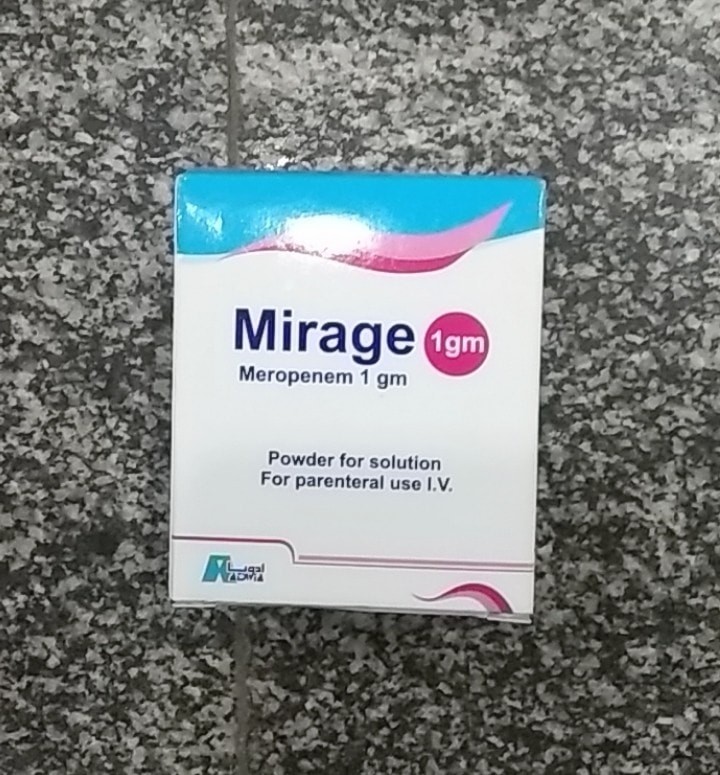 Mirage 1gm
Meropenem 1 gm
Powder for solution
For parenteral use I.V.
ادويا
ADWIA